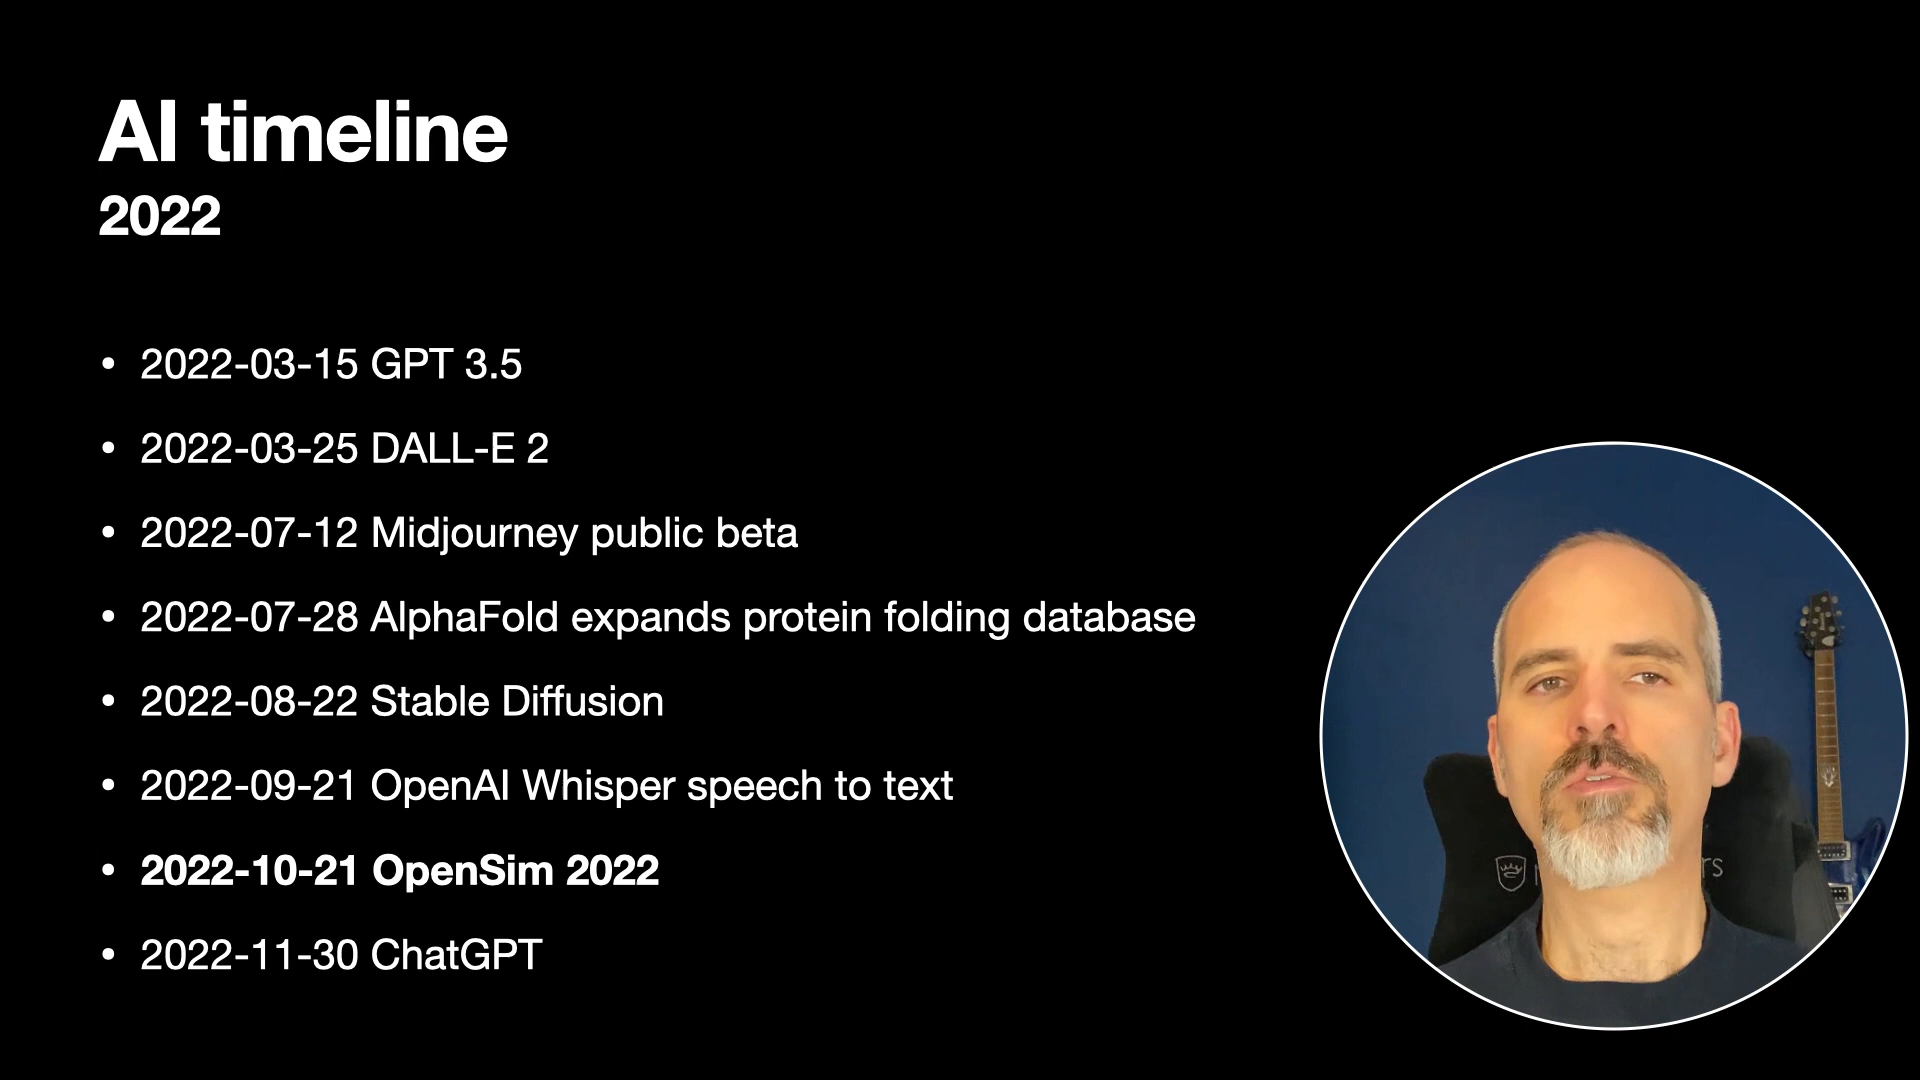 AI timeline
2022
• 2022-03-15 GPT 3.5
• 2022-03-25 DALL-E 2
• 2022-07-12 Midjourney public beta
• 2022-07-28 AlphaFold expands protein folding database
• 2022-08-22 Stable Diffusion
• 2022-09-21 OpenAI Whisper speech to text
• 2022-10-21 OpenSim 2022
• 2022-11-30 ChatGPT